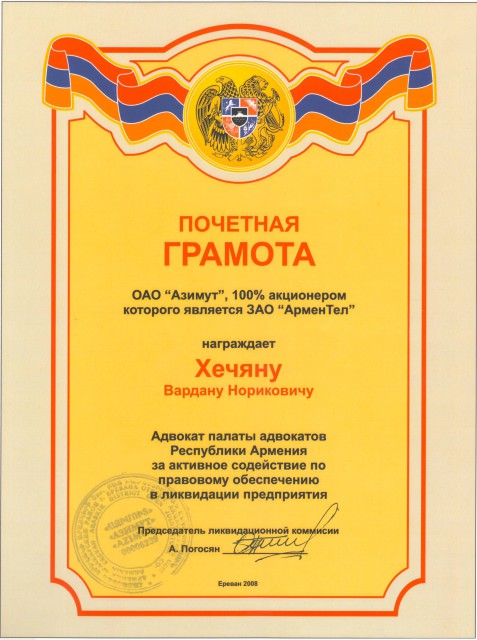 ПОЧЕТНАЯ
ГРАМОТА
ОАО “Азимут”, 100% акционером
которого является ЗАО “АрменТел”
награждает
Хечяну
Вардану Нориковичу
Адвокат палаты адвокатов
Республики Армения
за активное содействие по
правовому обеспечению
в ликвидации предприятия
Председатель ликвидационной коммисии
А. Погосян
Ереван 2008